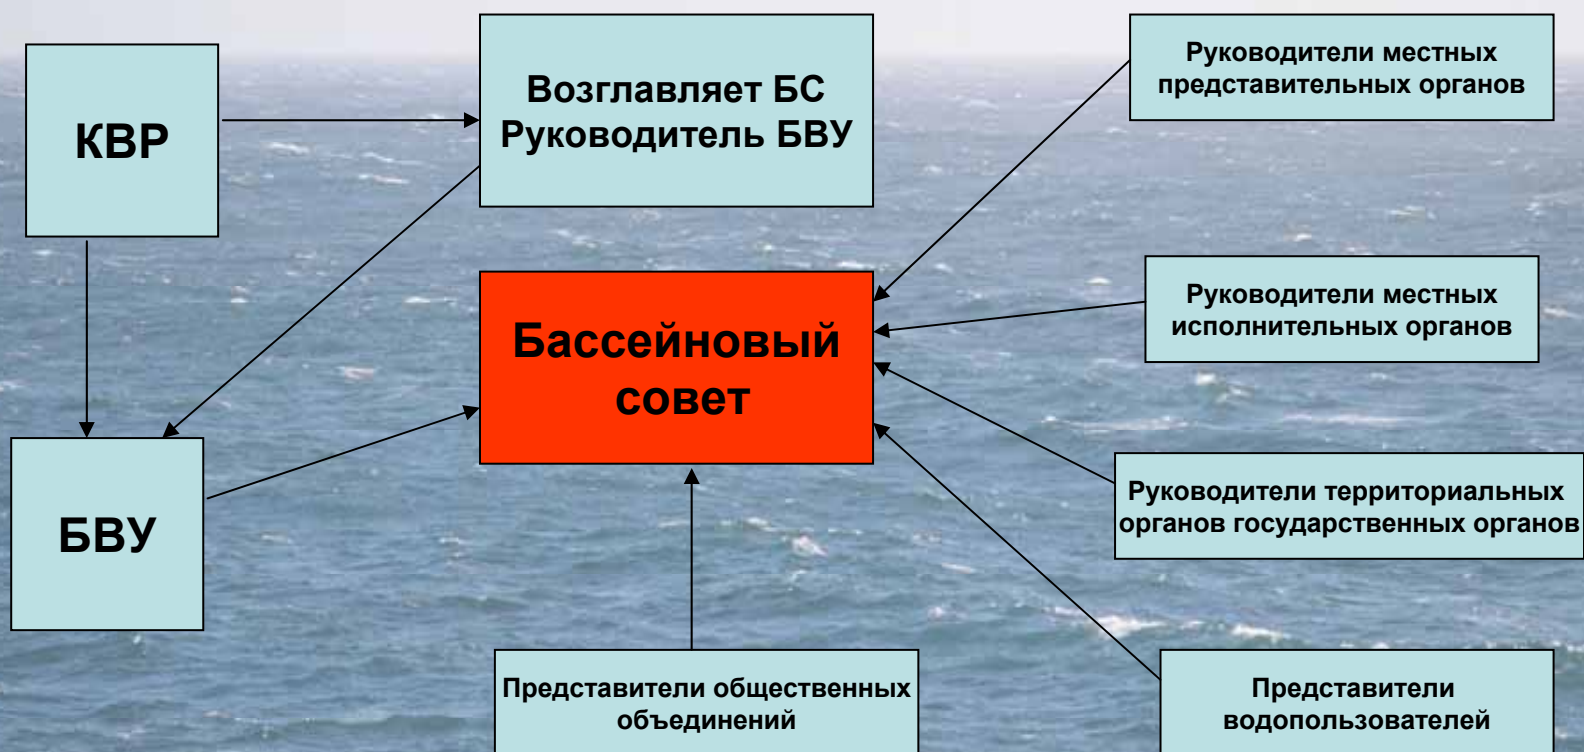 КВР
Возглавляет БС
Руководитель БВУ
Руководители местных
представительных органов
Бассейновый
совет
Руководители местных
исполнительных органов
БВУ
Руководители территориальных
органов государственных органов
Представители общественных
объединений
Представители
водопользователей